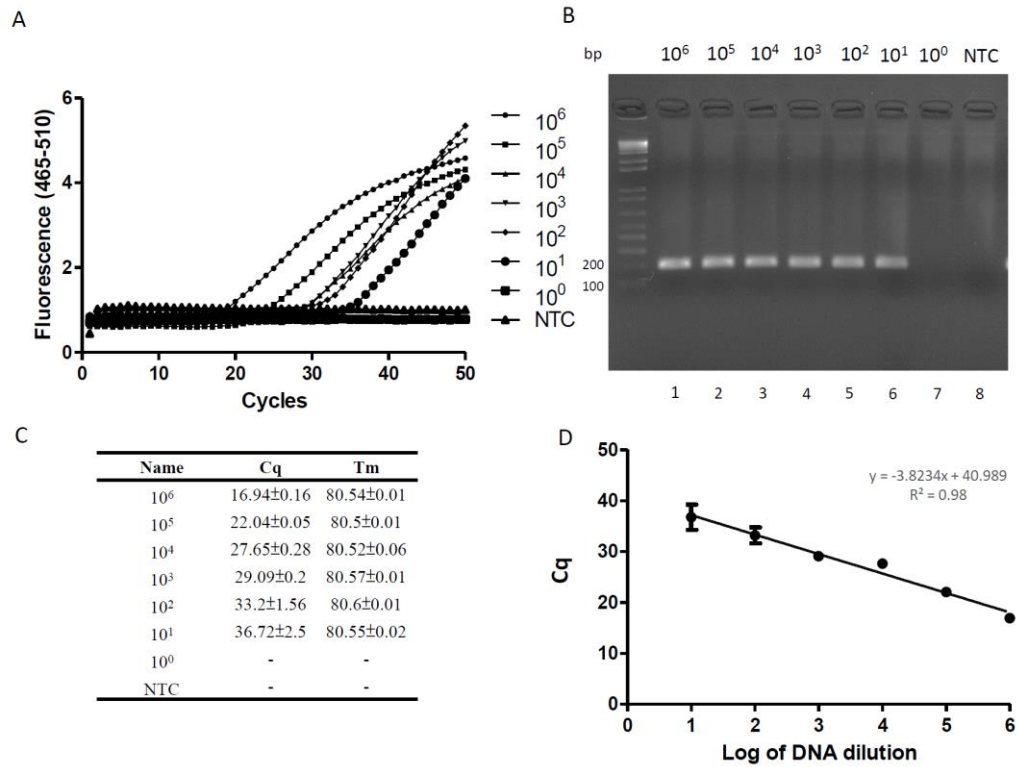 A
Fluorescence (465-510)
6
4
2
0
0 10 20 30 40 50
Cycles
10⁶
10⁵
10⁴
10³
10²
10¹
10⁰
NTC
B
bp 10⁶ 10⁵ 10⁴ 10³ 10² 10¹ 10⁰ NTC
200
100
1 2 3 4 5 6 7 8
C
Name Cq Tm
10⁶ 16.94±0.16 80.54±0.01
10⁵ 22.04±0.05 80.5±0.01
10⁴ 27.65±0.28 80.52±0.06
10³ 29.09±0.2 80.57±0.01
10² 33.2±1.56 80.6±0.01
10¹ 36.72±2.5 80.55±0.02
10⁰ - -
NTC - -
D
y = -3.8234x + 40.989
R² = 0.98
Cq
50
40
30
20
10
0
0 1 2 3 4 5 6
Log of DNA dilution